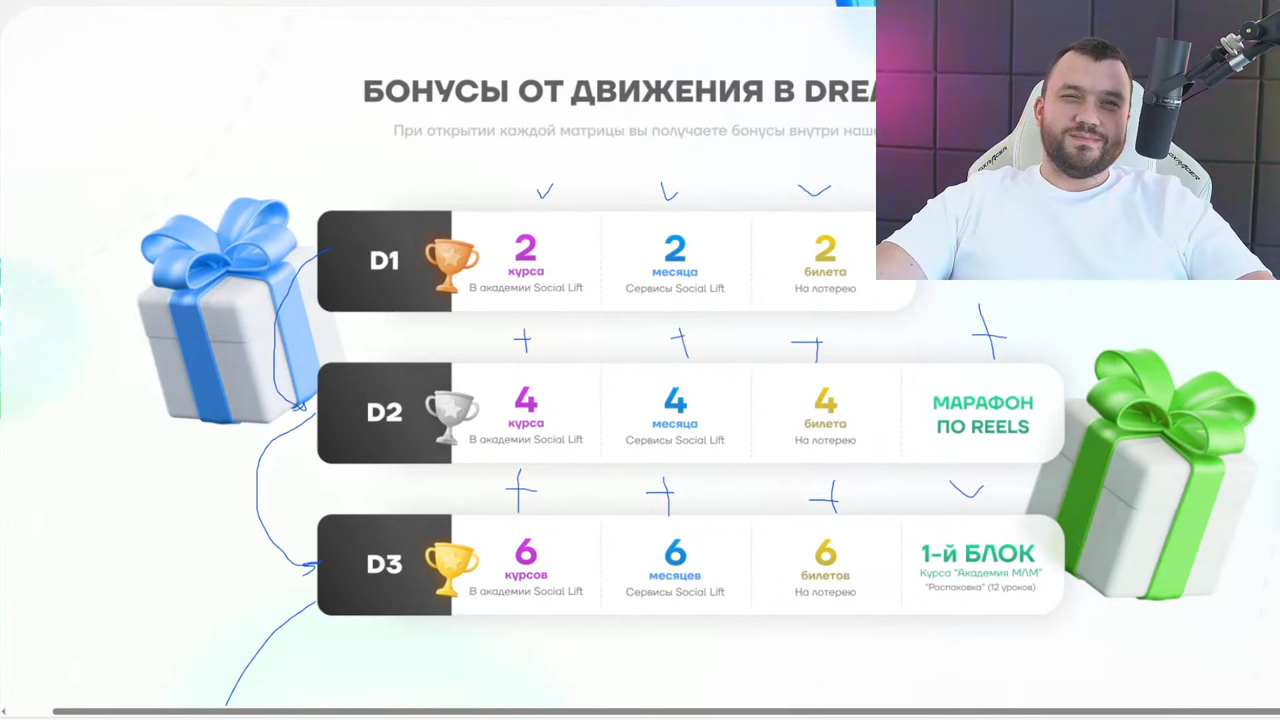 БОНУСЫ ОТ ДВИЖЕНИЯ В
При открытии каждой матрицы вы получаете бонусы внутри
D1
2
курса
В академии Social Lift
2
месяца
Сервисы Social Lift
2
билета
На лотерею
D2
4
курса
В академии Social Lift
4
месяца
Сервисы Social Lift
4
билета
На лотерею
МАРАФОН
ПО REELS
D3
6
курсов
В академии Social Lift
6
месяцев
Сервисы Social Lift
6
билетов
На лотерею
1-й БЛОК
Курса "Академия МЛМ"
"Распаковка" (12 уроков)